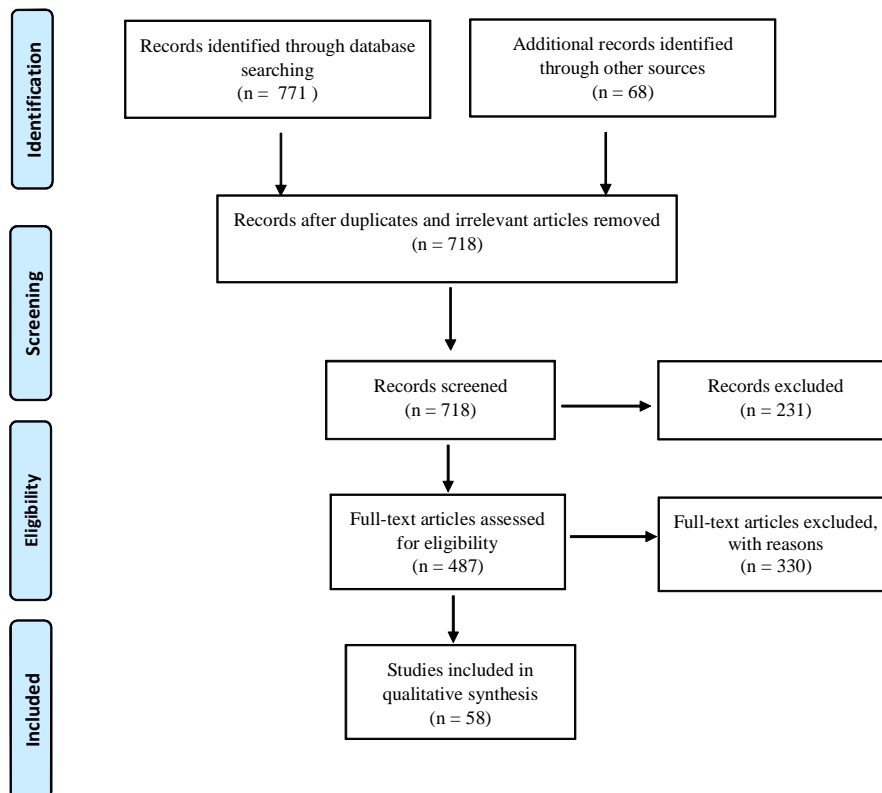 Identification
Records identified through database
searching
(n = 771 )
Additional records identified
through other sources
(n = 68)
Records after duplicates and irrelevant articles removed
(n = 718)
Screening
Records screened
(n = 718)
Records excluded
(n = 231)
Eligibility
Full-text articles assessed
for eligibility
(n = 487)
Full-text articles excluded,
with reasons
(n = 330)
Included
Studies included in
qualitative synthesis
(n = 58)